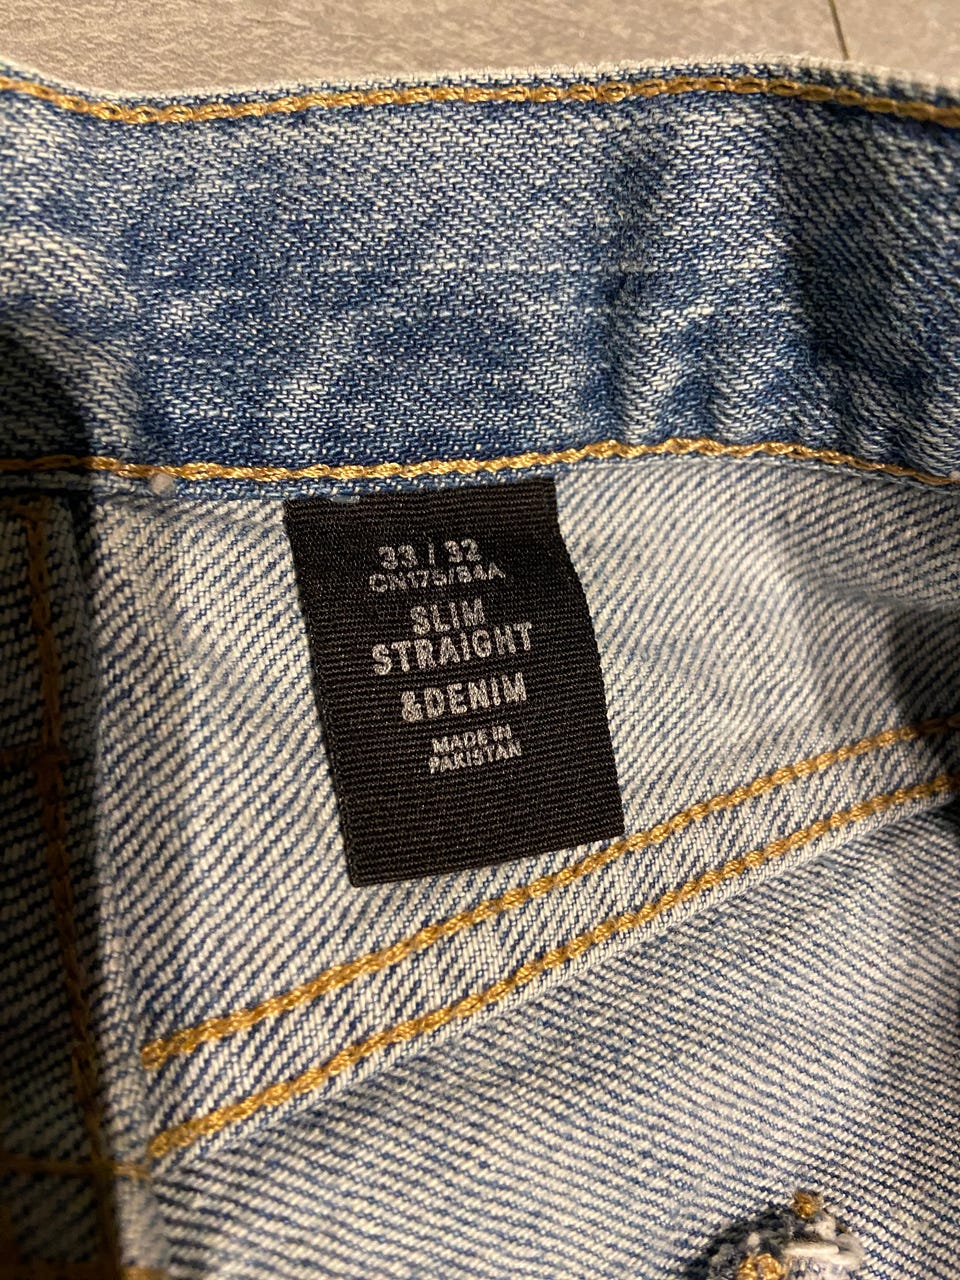 33 / 32
CN175/84A
SLIM
STRAIGHT
&DENIM
MADE IN
PAKISTAN